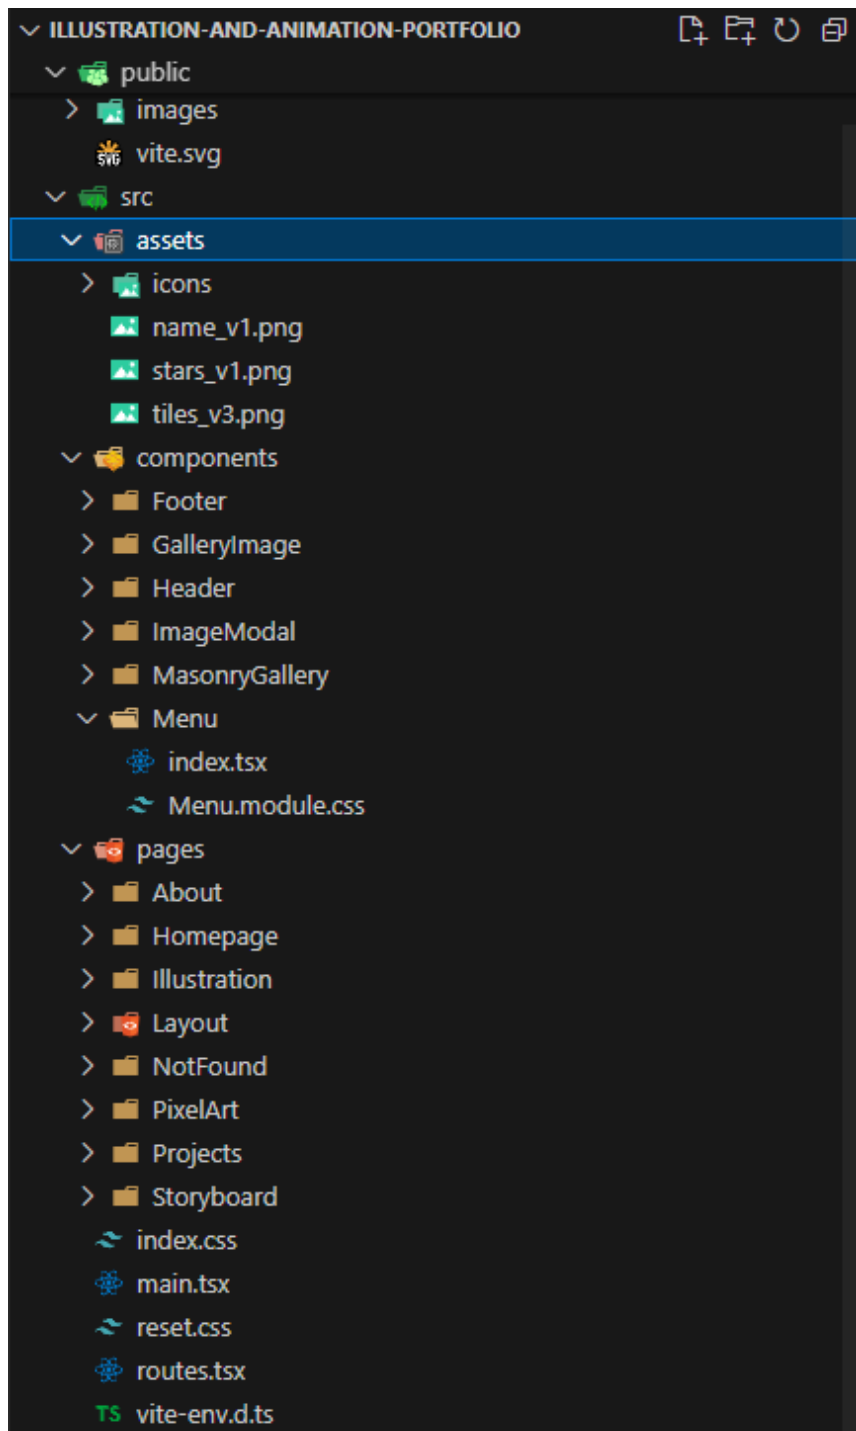 ILLUSTRATION-AND-ANIMATION-PORTFOLIO
public
images
vite.svg
src
assets
icons
name_v1.png
stars_v1.png
tiles_v3.png
components
Footer
GalleryImage
Header
ImageModal
MasonryGallery
Menu
index.tsx
Menu.module.css
pages
About
Homepage
Illustration
Layout
NotFound
PixelArt
Projects
Storyboard
index.css
main.tsx
reset.css
routes.tsx
TS vite-env.d.ts